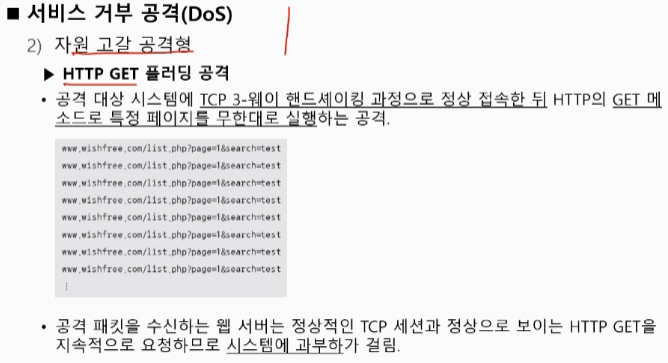 ■ 서비스 거부 공격(DoS)
2) 자원 고갈 공격형
▶ HTTP GET 플러딩 공격
• 공격 대상 시스템에 TCP 3-웨이 핸드셰이킹 과정으로 정상 접속한 뒤 HTTP의 GET 메
소드로 특정 페이지를 무한대로 실행하는 공격.
www.wishfree.com/list.php?page=1&search=test
www.wishfree.com/list.php?page=1&search=test
www.wishfree.com/list.php?page=1&search=test
www.wishfree.com/list.php?page=1&search=test
www.wishfree.com/list.php?page=1&search=test
www.wishfree.com/list.php?page=1&search=test
www.wishfree.com/list.php?page=1&search=test
www.wishfree.com/list.php?page=1&search=test
⋮
• 공격 패킷을 수신하는 웹 서버는 정상적인 TCP 세션과 정상으로 보이는 HTTP GET을
지속적으로 요청하므로 시스템에 과부하가 걸림.